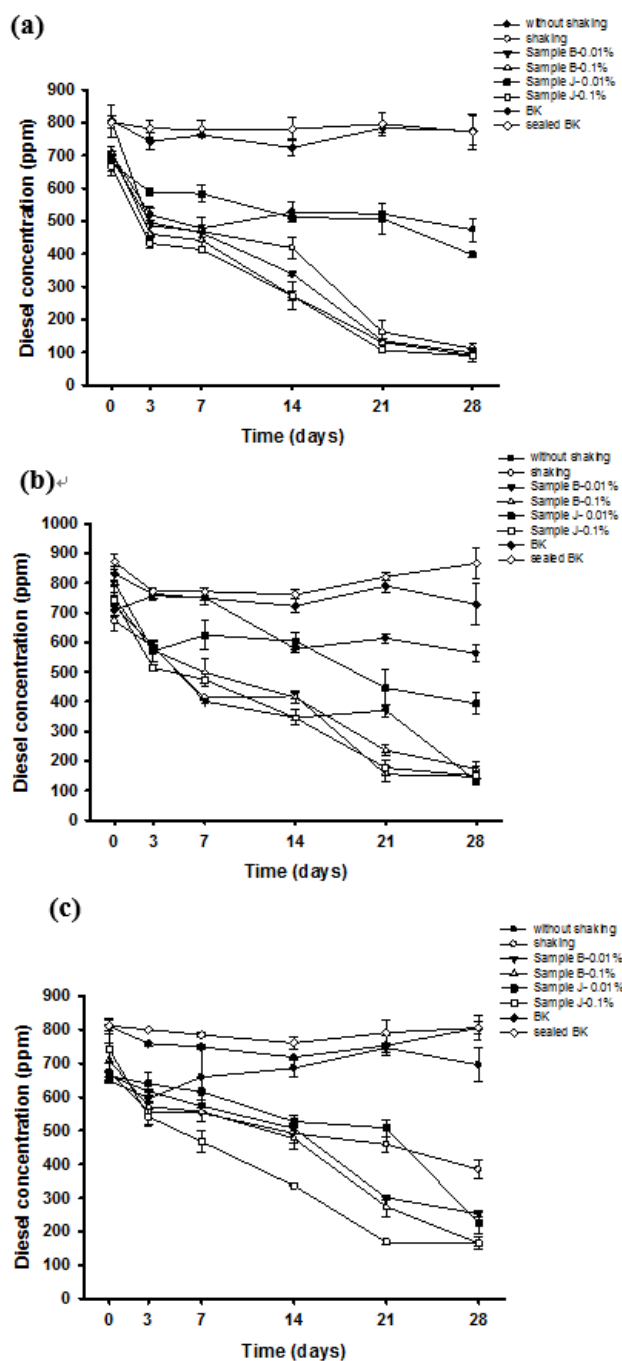 (a)
without shaking
shaking
Sample B-0.01%
Sample B-0.1%
Sample J- 0.01%
Sample J-0.1%
BK
sealed BK
Diesel concentration (ppm)
900
800
700
600
500
400
300
200
100
0
0 3 7 14 21 28
Time (days)
(b)
without shaking
shaking
Sample B-0.01%
Sample B-0.1%
Sample J- 0.01%
Sample J-0.1%
BK
sealed BK
Diesel concentration (ppm)
1000
900
800
700
600
500
400
300
200
100
0
0 3 7 14 21 28
Time (days)
(c)
without shaking
shaking
Sample B-0.01%
Sample B-0.1%
Sample J- 0.01%
Sample J-0.1%
BK
sealed BK
Diesel concentration (ppm)
900
800
700
600
500
400
300
200
100
0
0 3 7 14 21 28
Time (days)